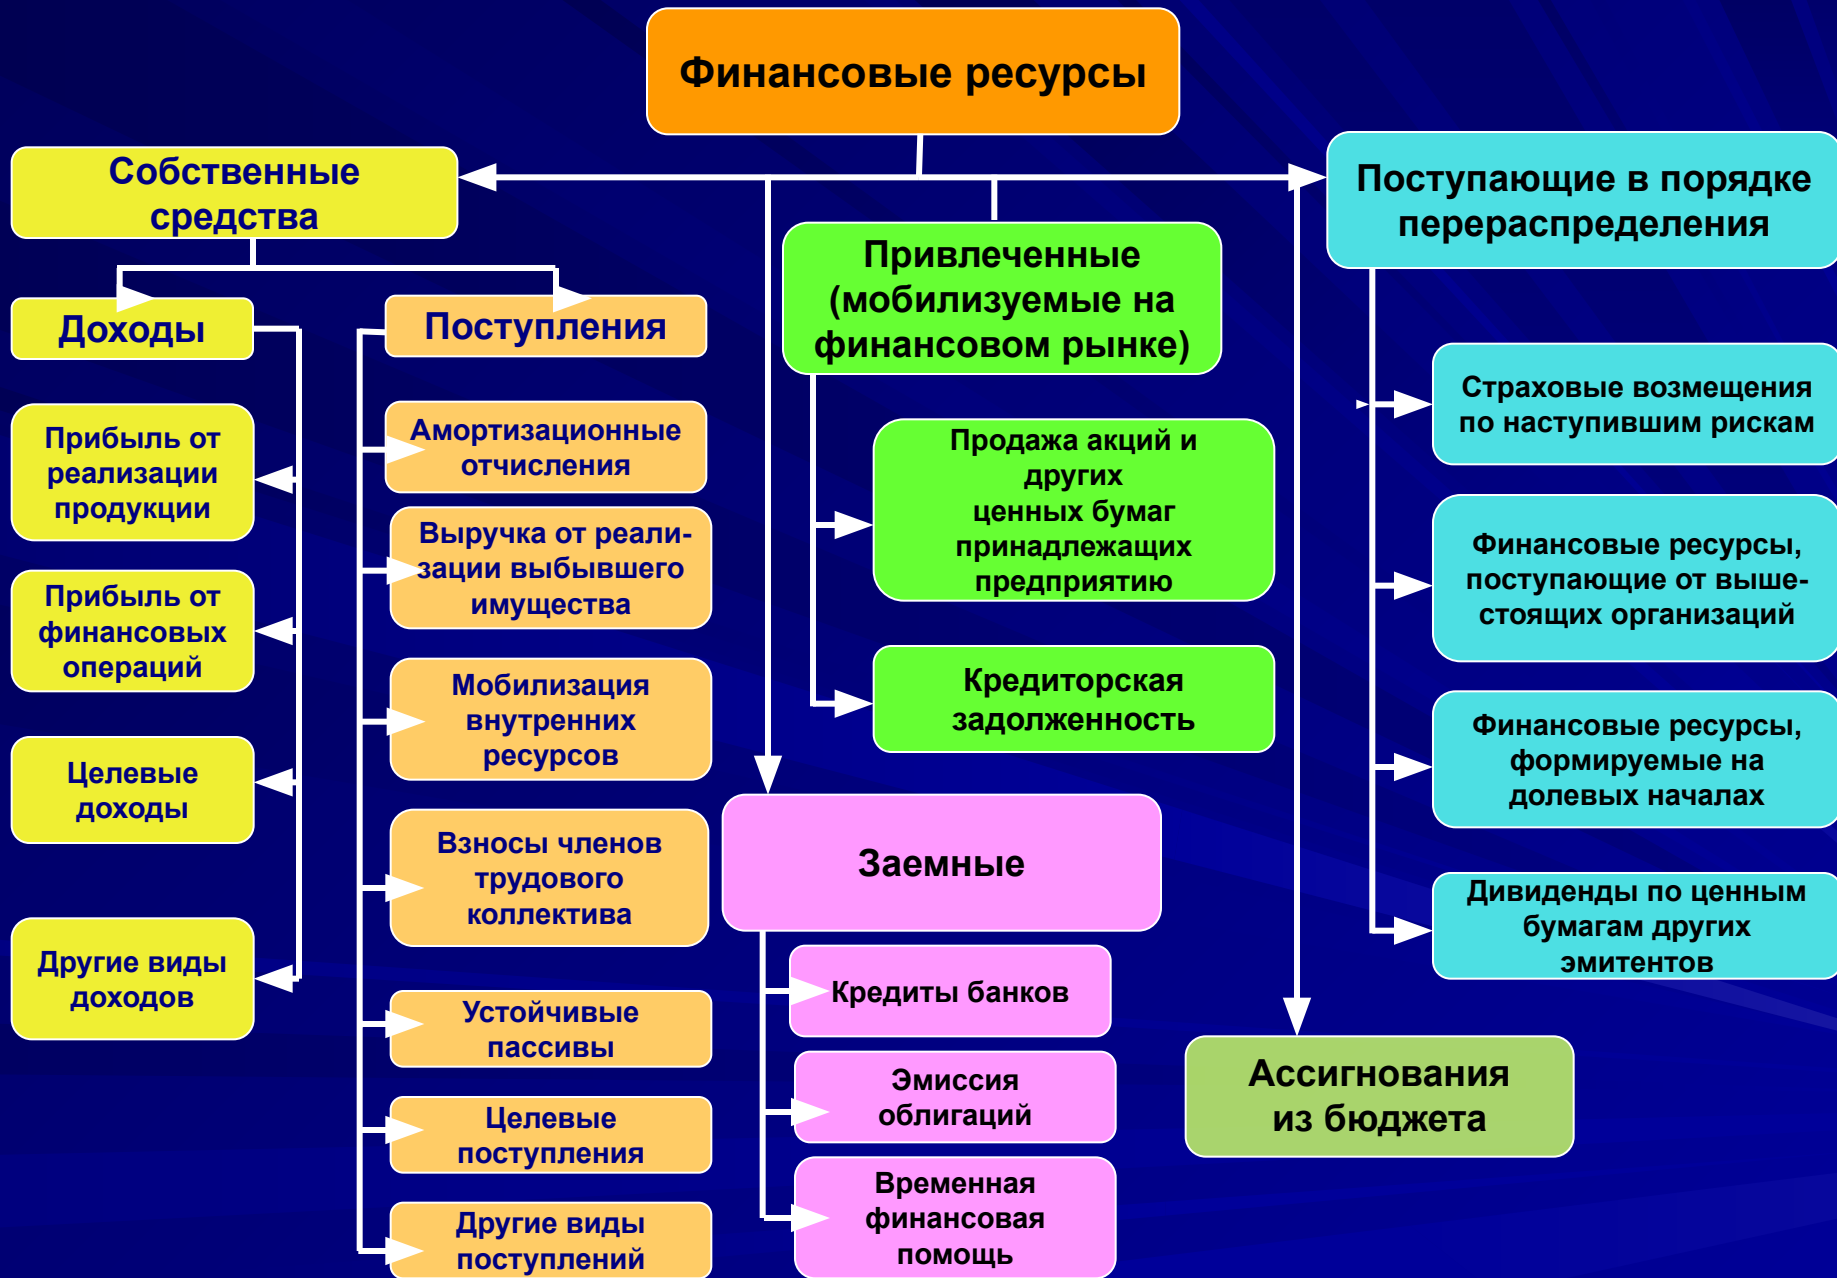 Финансовые ресурсы
Собственные
средства
Доходы
Прибыль от
реализации
продукции
Прибыль от
финансовых
операций
Целевые
доходы
Другие виды
доходов
Поступления
Амортизационные
отчисления
Выручка от реали-
зации выбывшего
имущества
Мобилизация
внутренних
ресурсов
Взносы членов
трудового
коллектива
Устойчивые
пассивы
Целевые
поступления
Другие виды
поступлений
Привлеченные
(мобилизуемые на
финансовом рынке)
Продажа акций и
других
ценных бумаг
принадлежащих
предприятию
Кредиторская
задолженность
Заемные
Кредиты банков
Эмиссия
облигаций
Временная
финансовая
помощь
Поступающие в порядке
перераспределения
Страховые возмещения
по наступившим рискам
Финансовые ресурсы,
поступающие от выше-
стоящих организаций
Финансовые ресурсы,
формируемые на
долевых началах
Дивиденды по ценным
бумагам других
эмитентов
Ассигнования
из бюджета